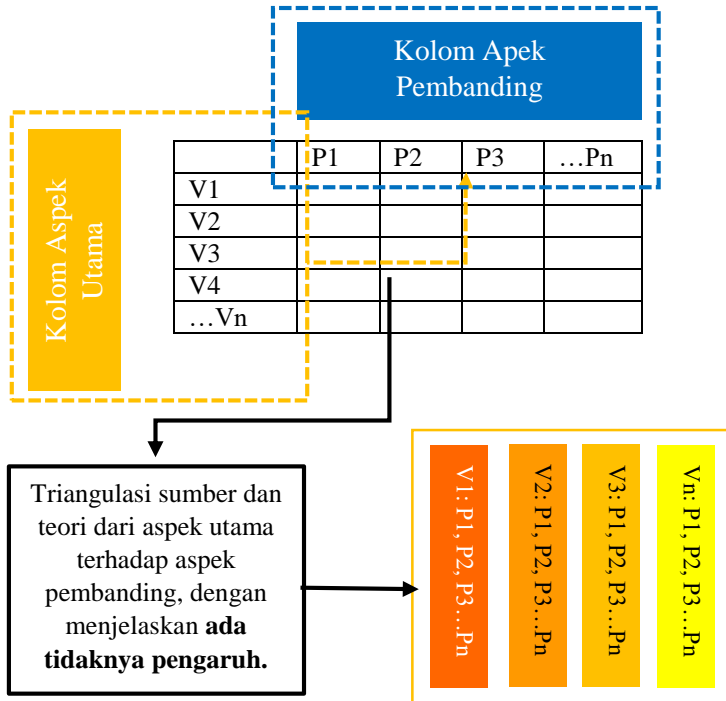 Kolom Apek
Pembanding
Kolom Aspek
Utama
P1 P2 P3 …Pn
V1
V2
V3
V4
…Vn
Triangulasi sumber dan
teori dari aspek utama
terhadap aspek
pembanding, dengan
menjelaskan ada
tidaknya pengaruh.
V1: P1, P2, P3…Pn
V2: P1, P2, P3…Pn
V3: P1, P2, P3…Pn
Vn: P1, P2, P3…Pn